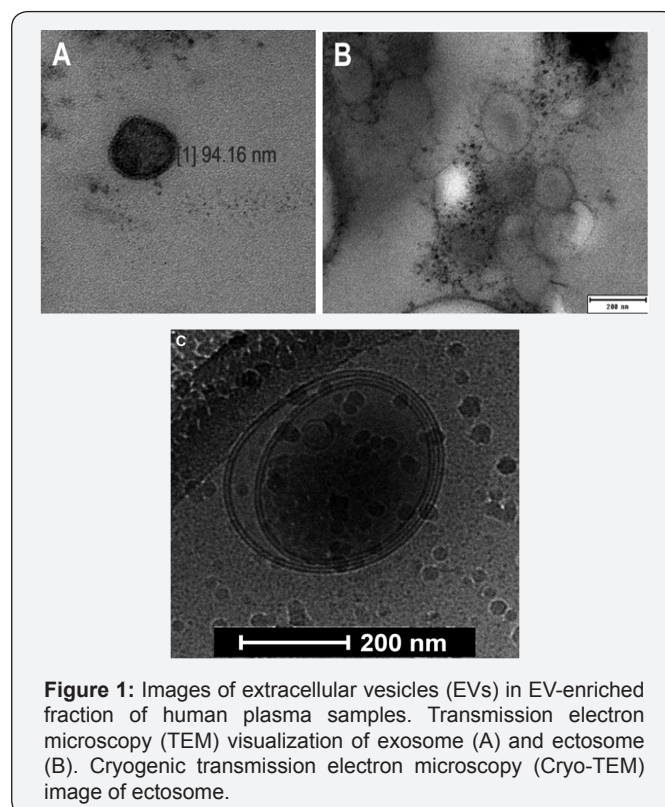 A
B
[1] 94.16 nm
200 nm
C
200 nm
Figure 1: Images of extracellular vesicles (EVs) in EV-enriched
fraction of human plasma samples. Transmission electron
microscopy (TEM) visualization of exosome (A) and ectosome
(B). Cryogenic transmission electron microscopy (Cryo-TEM)
image of ectosome.